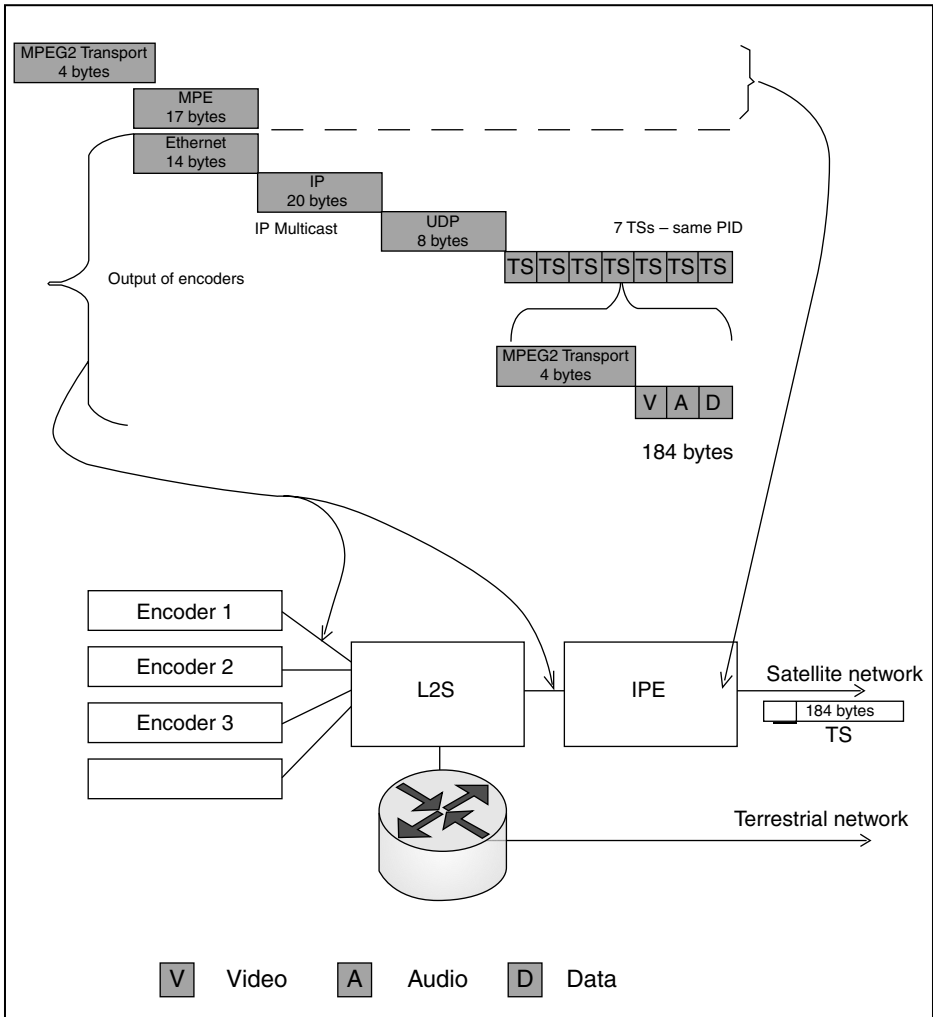 MPEG2 Transport
4 bytes
MPE
17 bytes
Ethernet
14 bytes
IP
20 bytes
IP Multicast
UDP
8 bytes
7 TSs – same PID
TS TS TS TS TS TS TS
Output of encoders
MPEG2 Transport
4 bytes
V A D
184 bytes
Encoder 1
Encoder 2
Encoder 3
L2S
IPE
Satellite network
184 bytes
TS
Terrestrial network
V Video A Audio D Data